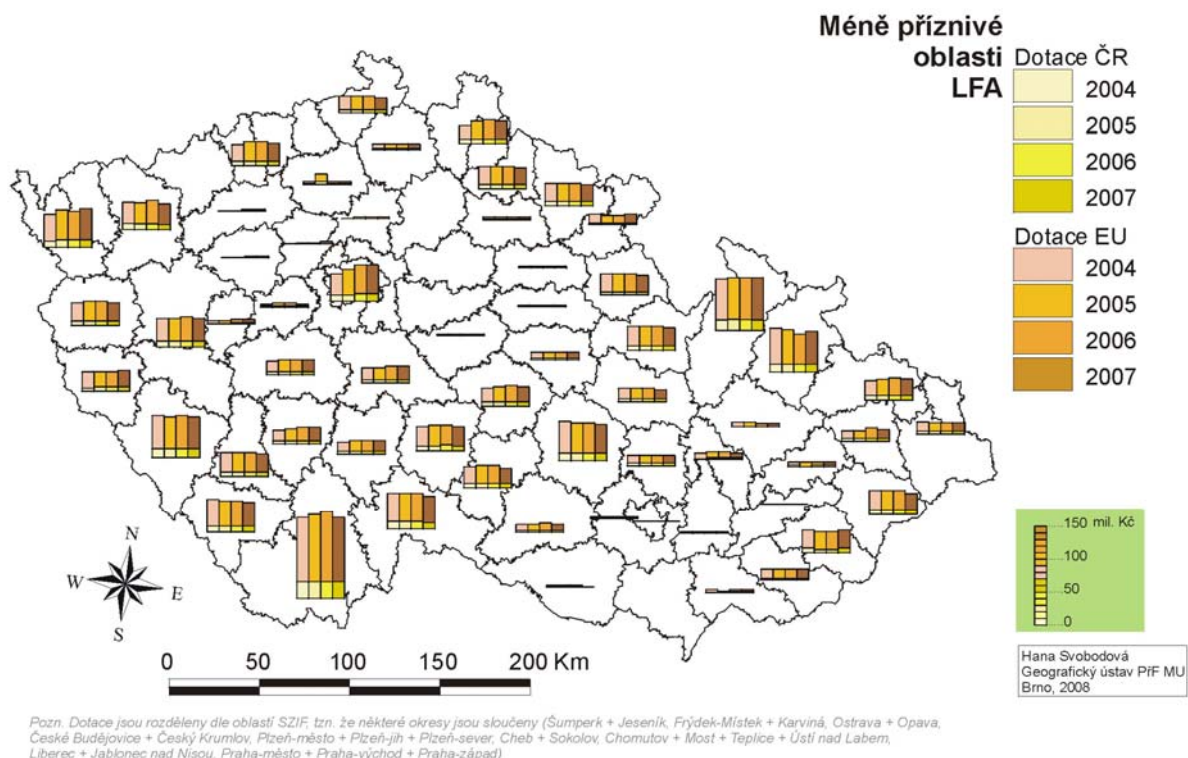 Méně příznivé
oblasti
LFA
Dotace ČR
2004
2005
2006
2007
Dotace EU
2004
2005
2006
2007
N
W
E
S
0 50 100 150 200 Km
150 mil. Kč
100
50
0
Hana Svobodová
Geografický ústav PřF MU
Brno, 2008
Pozn. Dotace jsou rozděleny dle oblastí SZIF, tzn. že některé okresy jsou sloučeny (Šumperk + Jeseník, Frýdek-Místek + Karviná, Ostrava + Opava,
České Budějovice + Český Krumlov, Plzeň-město + Plzeň-jih + Plzeň-sever, Cheb + Sokolov, Chomutov + Most + Teplice + Ústí nad Labem,
Liberec + Jablonec nad Nisou, Praha-město + Praha-východ + Praha-západ)